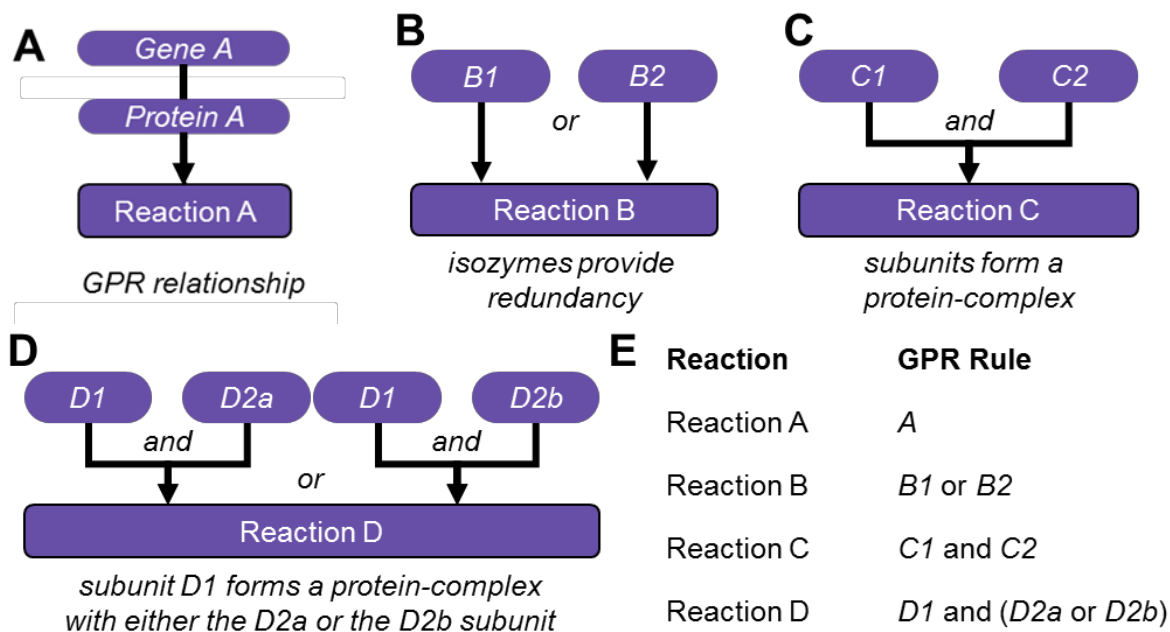 A
Gene A
Protein A
Reaction A
GPR relationship
B
B1
B2
or
Reaction B
isozymes provide
redundancy
C
C1
C2
and
Reaction C
subunits form a
protein-complex
D
D1
D2a
D1
D2b
and
and
or
Reaction D
subunit D1 forms a protein-complex
with either the D2a or the D2b subunit
E
Reaction GPR Rule
Reaction A A
Reaction B B1 or B2
Reaction C C1 and C2
Reaction D D1 and (D2a or D2b)